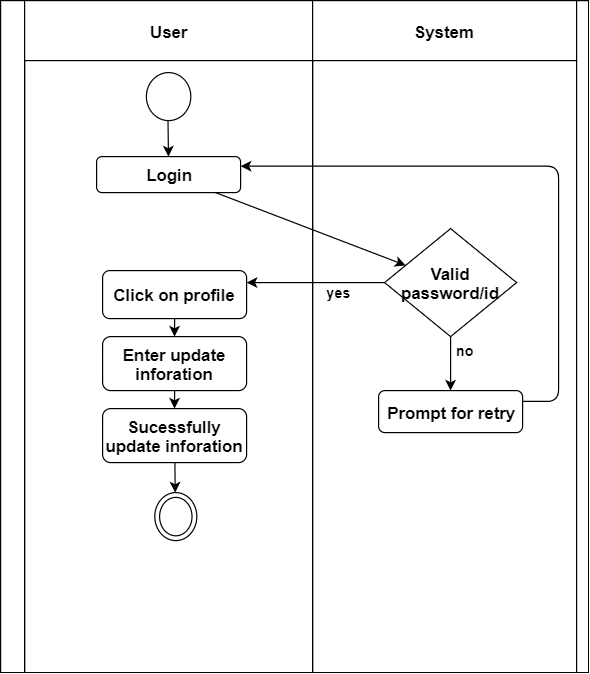 User
System
Login
Valid
password/id
yes
Click on profile
no
Enter update
inforation
Prompt for retry
Sucessfully
update inforation